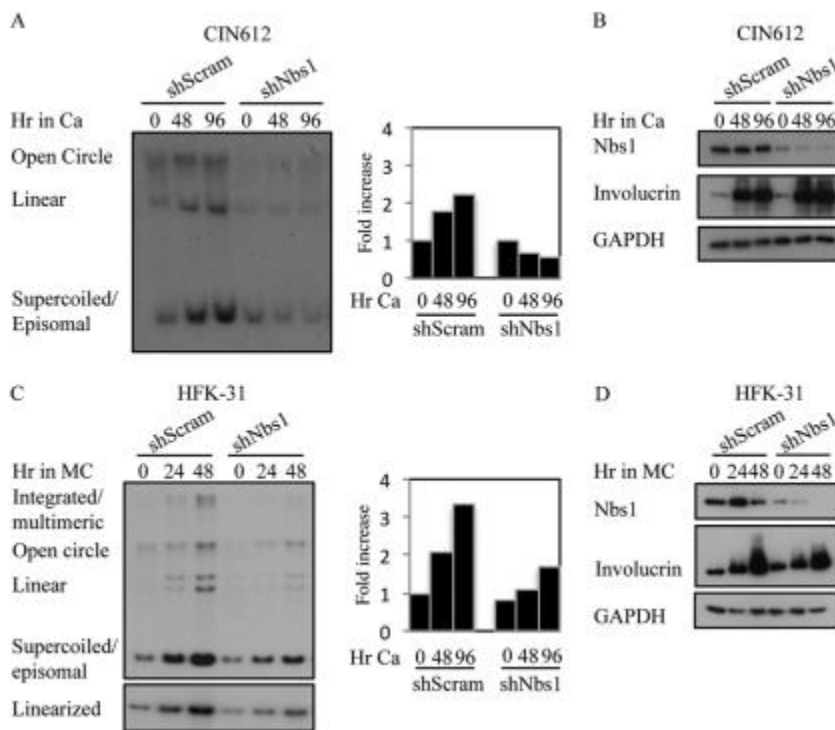 A
CIN612
shScram shNbs1
Hr in Ca 0 48 96 0 48 96
Open Circle
Linear
Supercoiled/
Episomal
Fold increase
4
3
2
1
0
Hr Ca 0 48 96 0 48 96
shScram shNbs1
B
CIN612
shScram shNbs1
Hr in Ca 0 48 96 0 48 96
Nbs1
Involucrin
GAPDH
C
HFK-31
shScram shNbs1
Hr in MC 0 24 48 0 24 48
Integrated/
multimeric
Open circle
Linear
Supercoiled/
episomal
Linearized
Fold increase
4
3
2
1
0
Hr Ca 0 48 96 0 48 96
shScram shNbs1
D
HFK-31
shScram shNbs1
Hr in MC 0 24 48 0 24 48
Nbs1
Involucrin
GAPDH